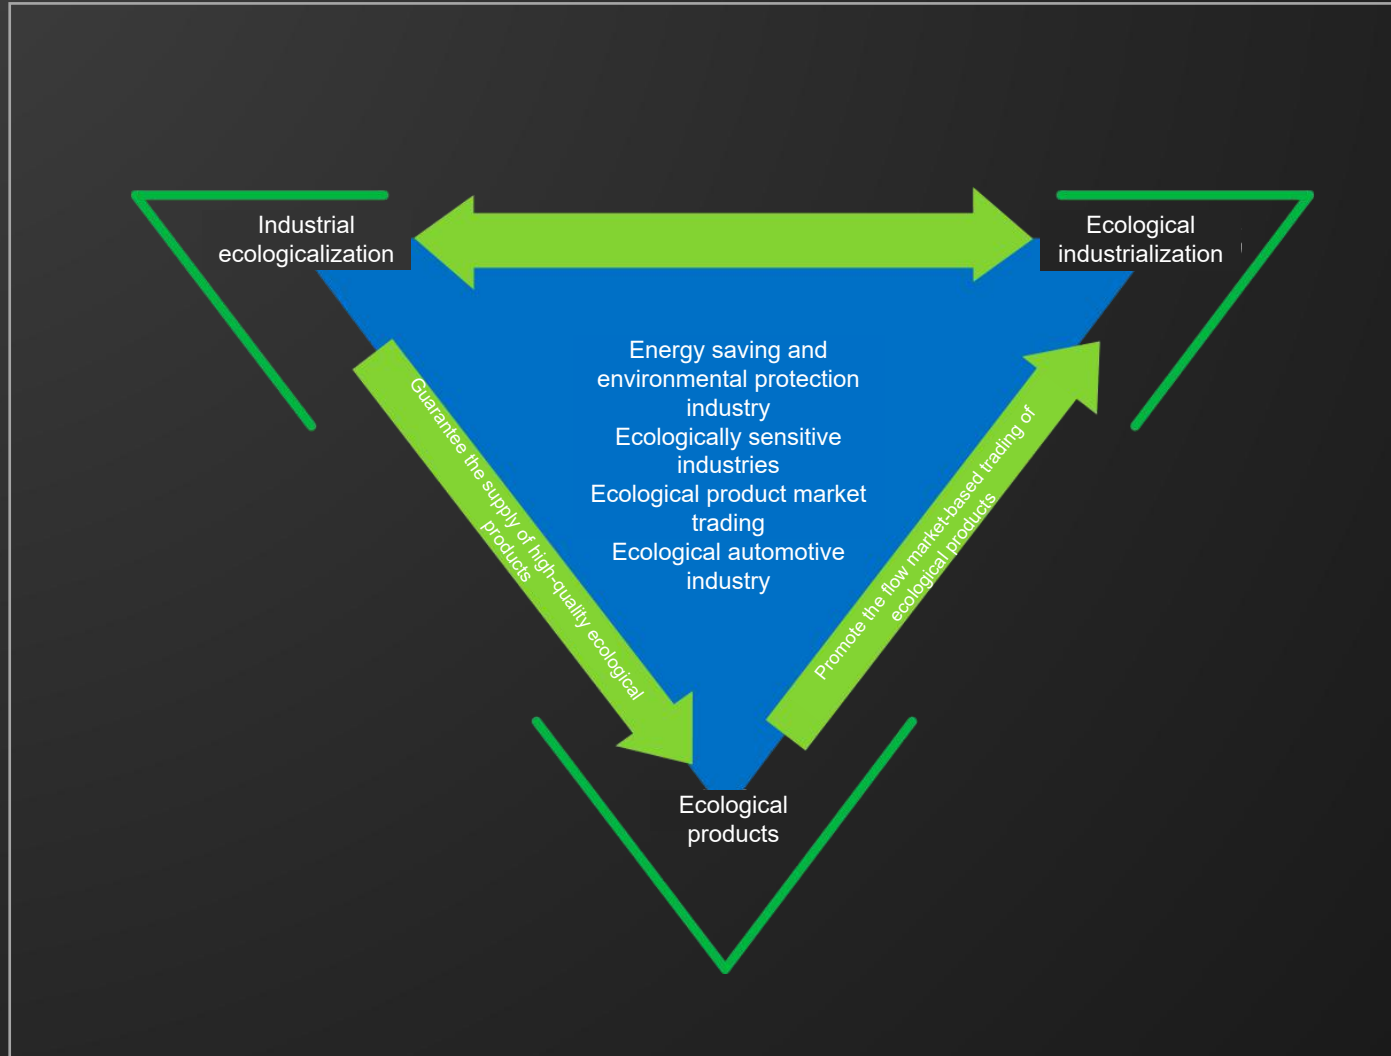 Industrial
ecologicalization
Ecological
industrialization
Energy saving and
environmental protection
industry
Ecologically sensitive
industries
Ecological product market
trading
Ecological automotive
industry
Guarantee the supply of high-quality ecological
products
Promote the flow market-based trading of
ecological products
Ecological
products